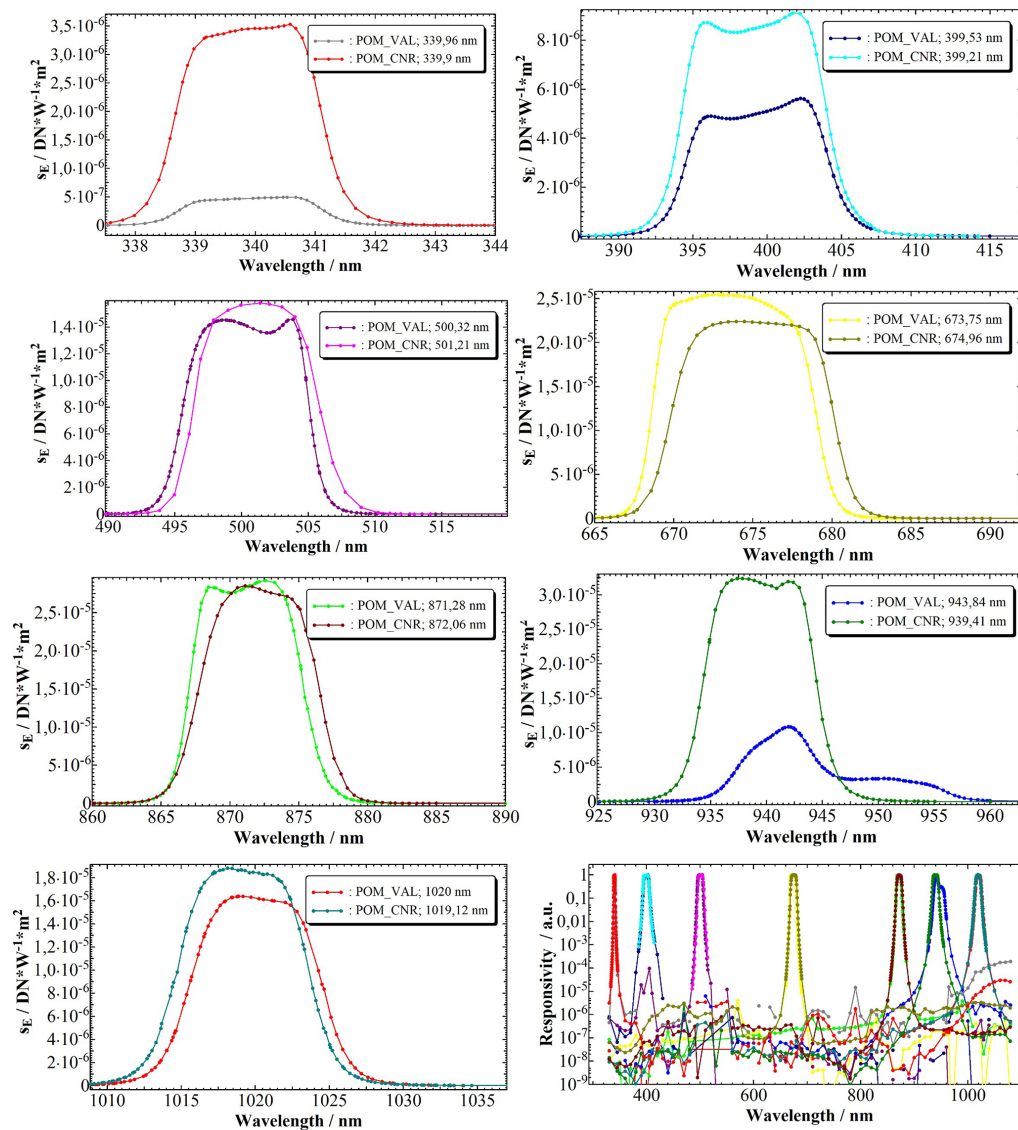 3,5·10-6
3·10-6
2,5·10-6
2·10-6
1,5·10-6
1·10-6
5·10-7
0
338 339 340 341 342 343 344
Wavelength / nm
sE / DN*W-1*m2
: POM_VAL; 339,96 nm
: POM_CNR; 339,9 nm
8·10-6
6·10-6
4·10-6
2·10-6
0
390 395 400 405 410 415
Wavelength / nm
sE / DN*W-1*m2
: POM_VAL; 399,53 nm
: POM_CNR; 399,21 nm
1,4·10-5
1,2·10-5
1,0·10-5
8·10-6
6·10-6
4·10-6
2·10-6
0
490 495 500 505 510 515
Wavelength / nm
sE / DN*W-1*m2
: POM_VAL; 500,32 nm
: POM_CNR; 501,21 nm
2,5·10-5
2,0·10-5
1,5·10-5
1,0·10-5
5·10-6
0
665 670 675 680 685 690
Wavelength / nm
sE / DN*W-1*m2
: POM_VAL; 673,75 nm
: POM_CNR; 674,96 nm
2,5·10-5
2,0·10-5
1,5·10-5
1,0·10-5
5·10-6
0
860 865 870 875 880 885 890
Wavelength / nm
sE / DN*W-1*m2
: POM_VAL; 871,28 nm
: POM_CNR; 872,06 nm
3,0·10-5
2,5·10-5
2,0·10-5
1,5·10-5
1,0·10-5
5·10-6
0
925 930 935 940 945 950 955 960
Wavelength / nm
sE / DN*W-1*m2
: POM_VAL; 943,84 nm
: POM_CNR; 939,41 nm
1,8·10-5
1,6·10-5
1,4·10-5
1,2·10-5
1,0·10-5
8·10-6
6·10-6
4·10-6
2·10-6
0
1010 1015 1020 1025 1030 1035
Wavelength / nm
sE / DN*W-1*m2
: POM_VAL; 1020 nm
: POM_CNR; 1019,12 nm
1
0,1
0,01
10-3
10-4
10-5
10-6
10-7
10-8
10-9
400 600 800 1000
Wavelength / nm
Responsivity / a.u.